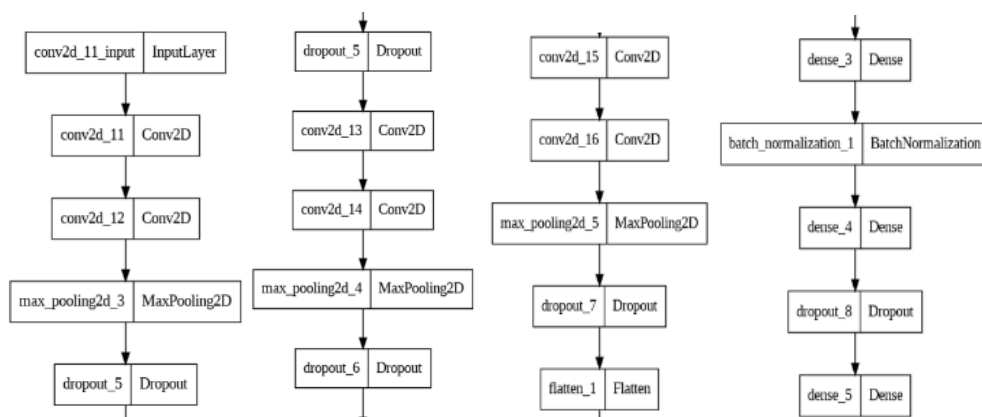 conv2d_11_input InputLayer
conv2d_11 Conv2D
conv2d_12 Conv2D
max_pooling2d_3 MaxPooling2D
dropout_5 Dropout
dropout_5 Dropout
conv2d_13 Conv2D
conv2d_14 Conv2D
max_pooling2d_4 MaxPooling2D
dropout_6 Dropout
conv2d_15 Conv2D
conv2d_16 Conv2D
max_pooling2d_5 MaxPooling2D
dropout_7 Dropout
flatten_1 Flatten
dense_3 Dense
batch_normalization_1 BatchNormalization
dense_4 Dense
dropout_8 Dropout
dense_5 Dense